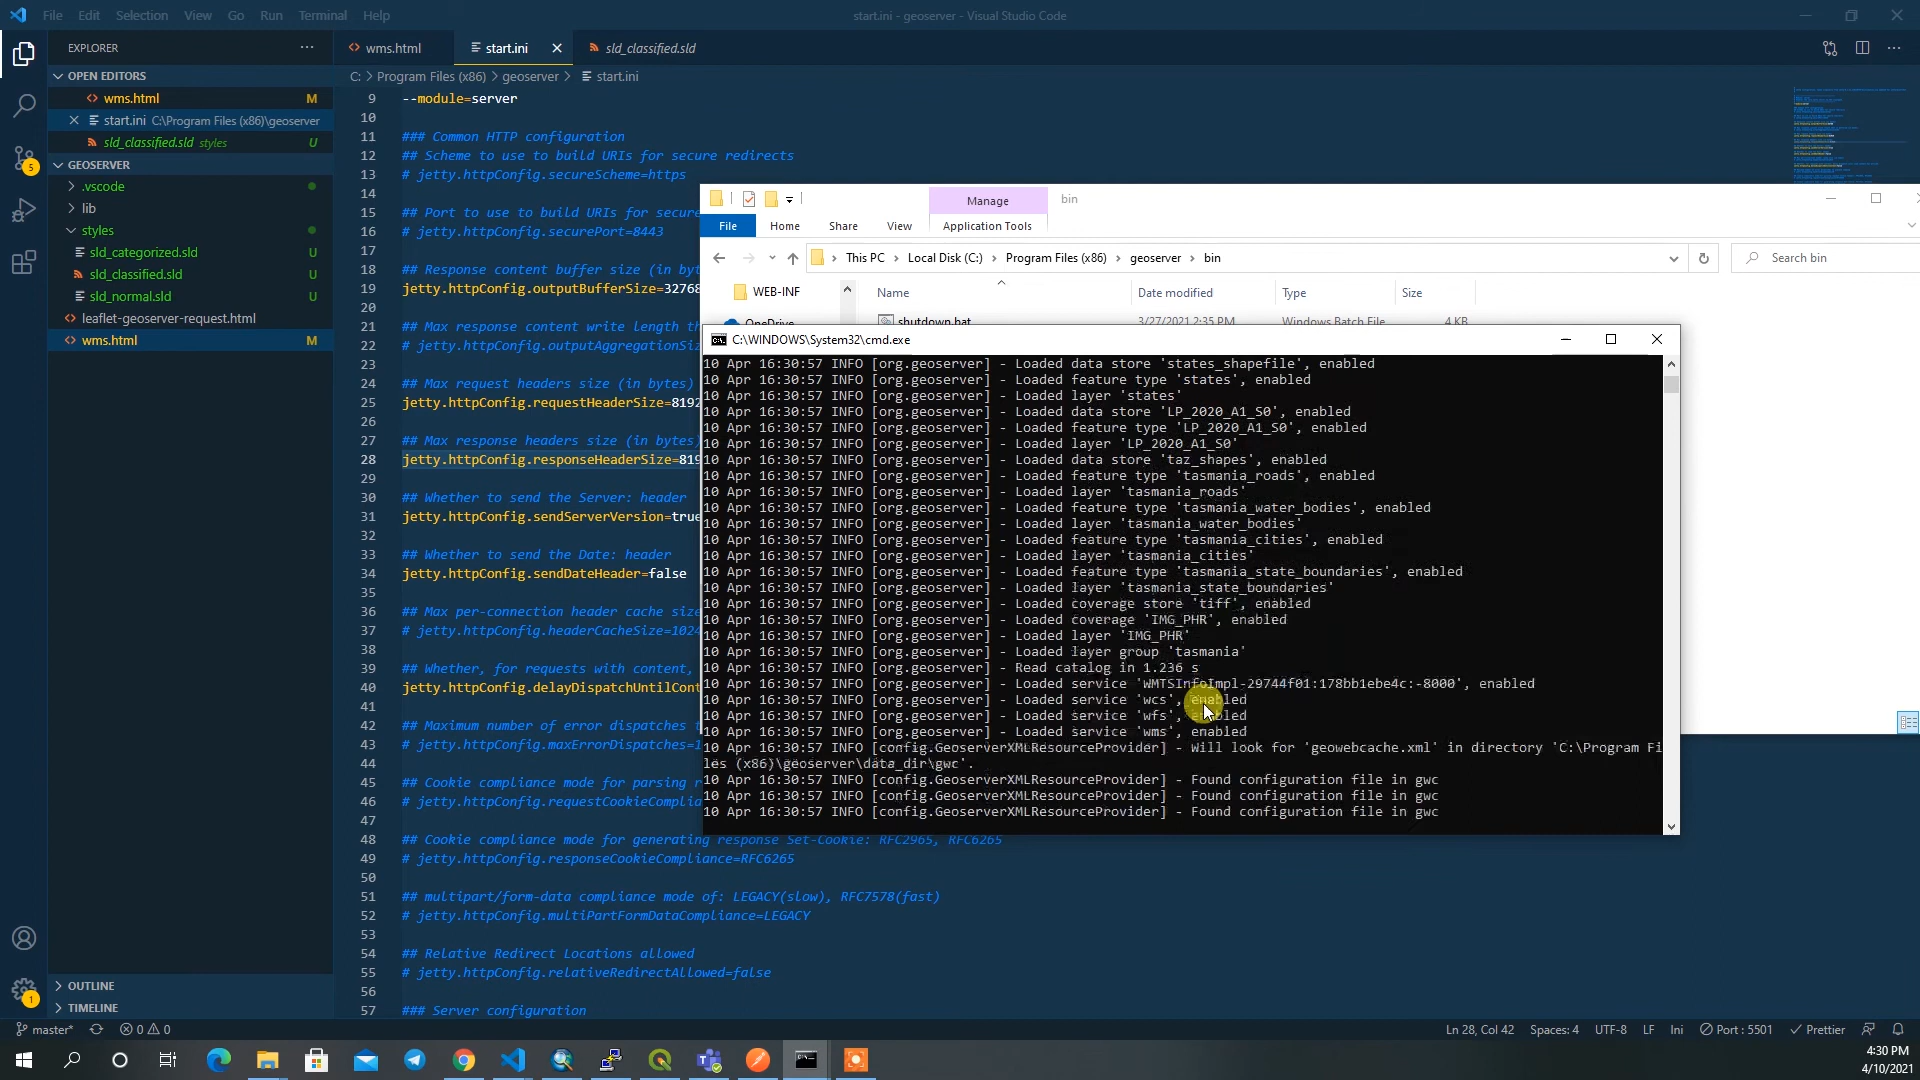 File Edit Selection View Go Run Terminal Help
start.ini - geoserver - Visual Studio Code
EXPLORER
wms.html
start.ini
sld_classified.sld
OPEN EDITORS
wms.html M
start.ini C:\Program Files (x86)\geoserver
sld_classified.sld styles U
GEOSERVER
.vscode
lib
styles
sld_categorized.sld U
sld_classified.sld U
sld_normal.sld U
leaflet-geoserver-request.html
wms.html M
OUTLINE
TIMELINE
5
1
C: > Program Files (x86) > geoserver > start.ini
9 --module=server
10
11 ### Common HTTP configuration
12 ## Scheme to use to build URIs for secure redirects
13 # jetty.httpConfig.secureScheme=https
14
15 ## Port to use to build URIs for secure
16 # jetty.httpConfig.securePort=8443
17
18 ## Response content buffer size (in byt
19 jetty.httpConfig.outputBufferSize=32768
20
21 ## Max response content write length th
22 # jetty.httpConfig.outputAggregationSiz
23
24 ## Max request headers size (in bytes)
25 jetty.httpConfig.requestHeaderSize=8192
26
27 ## Max response headers size (in bytes)
28 jetty.httpConfig.responseHeaderSize=819
29
30 ## Whether to send the Server: header
31 jetty.httpConfig.sendServerVersion=true
32
33 ## Whether to send the Date: header
34 jetty.httpConfig.sendDateHeader=false
35
36 ## Max per-connection header cache size
37 # jetty.httpConfig.headerCacheSize=1024
38
39 ## Whether, for requests with content,
40 jetty.httpConfig.delayDispatchUntilCont
41
42 ## Maximum number of error dispatches t
43 # jetty.httpConfig.maxErrorDispatches=1
44
45 ## Cookie compliance mode for parsing r
46 # jetty.httpConfig.requestCookieComplia
47
48 ## Cookie compliance mode for generating response Set-Cookie: RFC2965, RFC6265
49 # jetty.httpConfig.responseCookieCompliance=RFC6265
50
51 ## multipart/form-data compliance mode of: LEGACY(slow), RFC7578(fast)
52 # jetty.httpConfig.multiPartFormDataCompliance=LEGACY
53
54 ## Relative Redirect Locations allowed
55 # jetty.httpConfig.relativeRedirectAllowed=false
56
57 ### Server configuration
Manage
bin
File Home Share View Application Tools
This PC > Local Disk (C:) > Program Files (x86) > geoserver > bin
Search bin
WEB-INF
OneDrive
Name Date modified Type Size
shutdown.bat 3/27/2021 2:35 PM Windows Batch File 4 KB
C:\WINDOWS\System32\cmd.exe
10 Apr 16:30:57 INFO [org.geoserver] - Loaded data store 'states_shapefile', enabled
10 Apr 16:30:57 INFO [org.geoserver] - Loaded feature type 'states', enabled
10 Apr 16:30:57 INFO [org.geoserver] - Loaded layer 'states'
10 Apr 16:30:57 INFO [org.geoserver] - Loaded data store 'LP_2020_A1_S0', enabled
10 Apr 16:30:57 INFO [org.geoserver] - Loaded feature type 'LP_2020_A1_S0', enabled
10 Apr 16:30:57 INFO [org.geoserver] - Loaded layer 'LP_2020_A1_S0'
10 Apr 16:30:57 INFO [org.geoserver] - Loaded data store 'taz_shapes', enabled
10 Apr 16:30:57 INFO [org.geoserver] - Loaded feature type 'tasmania_roads', enabled
10 Apr 16:30:57 INFO [org.geoserver] - Loaded layer 'tasmania_roads'
10 Apr 16:30:57 INFO [org.geoserver] - Loaded feature type 'tasmania_water_bodies', enabled
10 Apr 16:30:57 INFO [org.geoserver] - Loaded layer 'tasmania_water_bodies'
10 Apr 16:30:57 INFO [org.geoserver] - Loaded feature type 'tasmania_cities', enabled
10 Apr 16:30:57 INFO [org.geoserver] - Loaded layer 'tasmania_cities'
10 Apr 16:30:57 INFO [org.geoserver] - Loaded feature type 'tasmania_state_boundaries', enabled
10 Apr 16:30:57 INFO [org.geoserver] - Loaded layer 'tasmania_state_boundaries'
10 Apr 16:30:57 INFO [org.geoserver] - Loaded coverage store 'tiff', enabled
10 Apr 16:30:57 INFO [org.geoserver] - Loaded coverage 'IMG_PHR', enabled
10 Apr 16:30:57 INFO [org.geoserver] - Loaded layer 'IMG_PHR'
10 Apr 16:30:57 INFO [org.geoserver] - Loaded layer group 'tasmania'
10 Apr 16:30:57 INFO [org.geoserver] - Read catalog in 1.236 s
10 Apr 16:30:57 INFO [org.geoserver] - Loaded service 'WMTSInfoImpl-29744f01:178bb1ebe4c:-8000', enabled
10 Apr 16:30:57 INFO [org.geoserver] - Loaded service 'wcs', enabled
10 Apr 16:30:57 INFO [org.geoserver] - Loaded service 'wfs', enabled
10 Apr 16:30:57 INFO [org.geoserver] - Loaded service 'wms', enabled
10 Apr 16:30:57 INFO [config.GeoserverXMLResourceProvider] - Will look for 'geowebcache.xml' in directory 'C:\Program Fi
les (x86)\geoserver\data_dir\gwc'.
10 Apr 16:30:57 INFO [config.GeoserverXMLResourceProvider] - Found configuration file in gwc
10 Apr 16:30:57 INFO [config.GeoserverXMLResourceProvider] - Found configuration file in gwc
10 Apr 16:30:57 INFO [config.GeoserverXMLResourceProvider] - Found configuration file in gwc
master* 0 0
Ln 28, Col 42 Spaces: 4 UTF-8 LF Ini Port : 5501 Prettier
4:30 PM
4/10/2021